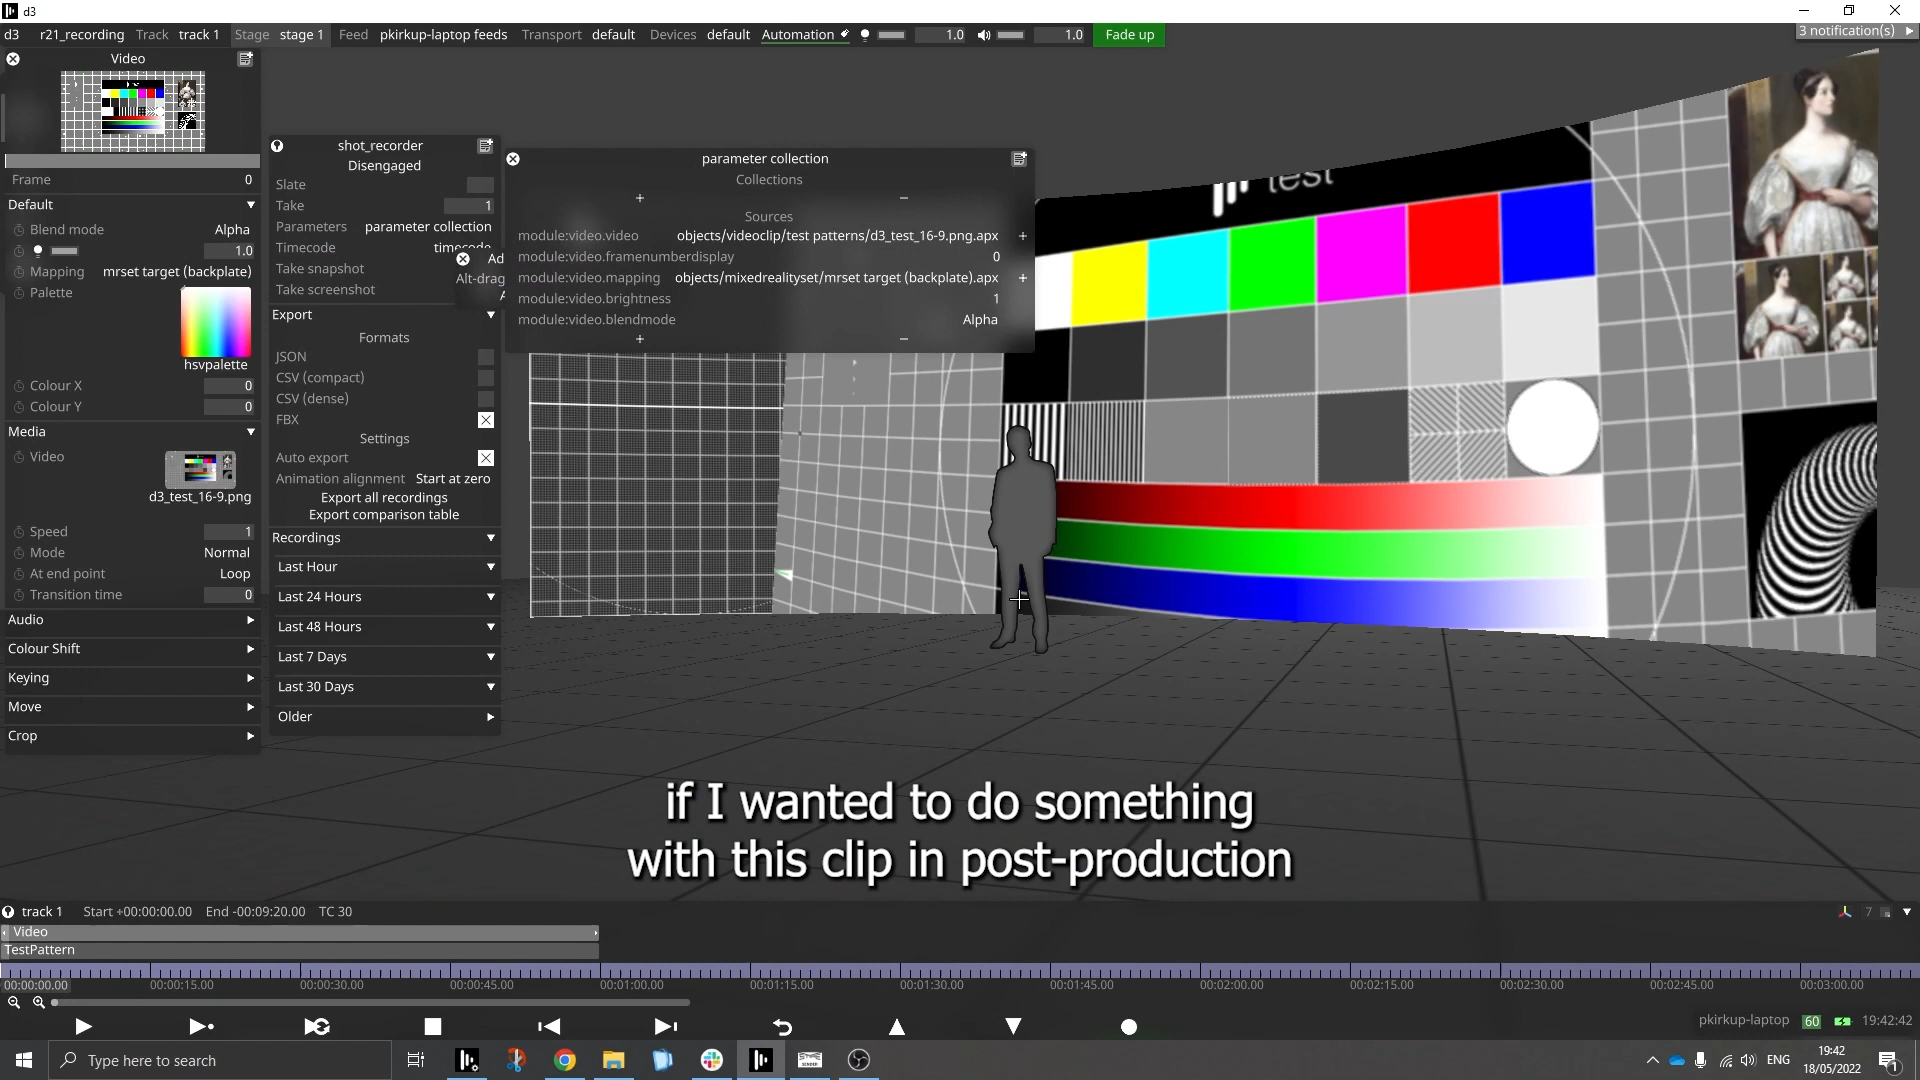 d3
d3 r21_recording Track track 1 Stage stage 1 Feed pkirkup-laptop feeds Transport default Devices default Automation 1.0 1.0 Fade up
3 notification(s)
Video
Frame 0
Default
Blend mode Alpha
1.0
Mapping mrset target (backplate)
Palette
hsvpalette
Colour X 0
Colour Y 0
Media
Video
d3_test_16-9.png
Speed 1
Mode Normal
At end point Loop
Transition time 0
Audio
Colour Shift
Keying
Move
Crop
shot_recorder
Disengaged
Slate
Take 1
Parameters parameter collection
Timecode timecode
Take snapshot
Take screenshot
Export
Formats
JSON
CSV (compact)
CSV (dense)
FBX
Settings
Auto export
Animation alignment Start at zero
Export all recordings
Export comparison table
Recordings
Last Hour
Last 24 Hours
Last 48 Hours
Last 7 Days
Last 30 Days
Older
Ad
Alt-drag
A
parameter collection
Collections
+ −
Sources
module:video.video objects/videoclip/test patterns/d3_test_16-9.png.apx +
module:video.framenumberdisplay 0
module:video.mapping objects/mixedrealityset/mrset target (backplate).apx +
module:video.brightness 1
module:video.blendmode Alpha
+ −
test
if I wanted to do something
with this clip in post-production
track 1 Start +00:00:00.00 End -00:09:20.00 TC 30
7
Video
TestPattern
00:00:00.00 00:00:15.00 00:00:30.00 00:00:45.00 00:01:00.00 00:01:15.00 00:01:30.00 00:01:45.00 00:02:00.00 00:02:15.00 00:02:30.00 00:02:45.00 00:03:00.00
pkirkup-laptop 60 19:42:42
Type here to search
ENG
19:42
18/05/2022
1